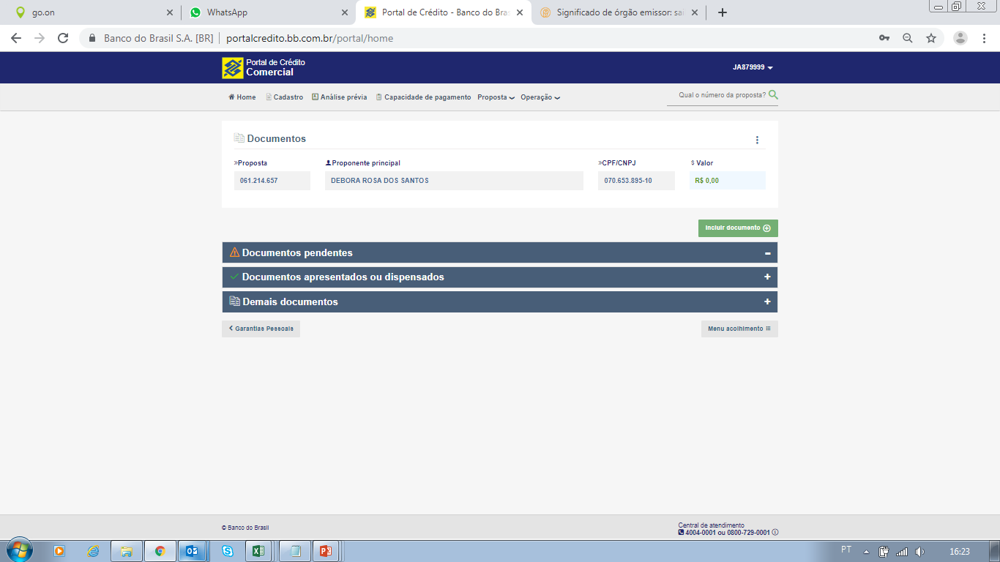 go.on
WhatsApp
Portal de Crédito - Banco do Bras
Significado de órgão emissor: sai
Banco do Brasil S.A. [BR] | portalcredito.bb.com.br/portal/home
Portal de Crédito
Comercial
JA879999
Home Cadastro Análise prévia Capacidade de pagamento Proposta Operação
Qual o número da proposta?
Documentos
Proposta Proponente principal CPF/CNPJ $ Valor
061.214.657 DEBORA ROSA DOS SANTOS 070.653.895-10 R$ 0,00
Incluir documento
Documentos pendentes
Documentos apresentados ou dispensados
Demais documentos
Garantias Pessoais
Menu acolhimento
© Banco do Brasil
Central de atendimento
4004-0001 ou 0800-729-0001
PT
16:23